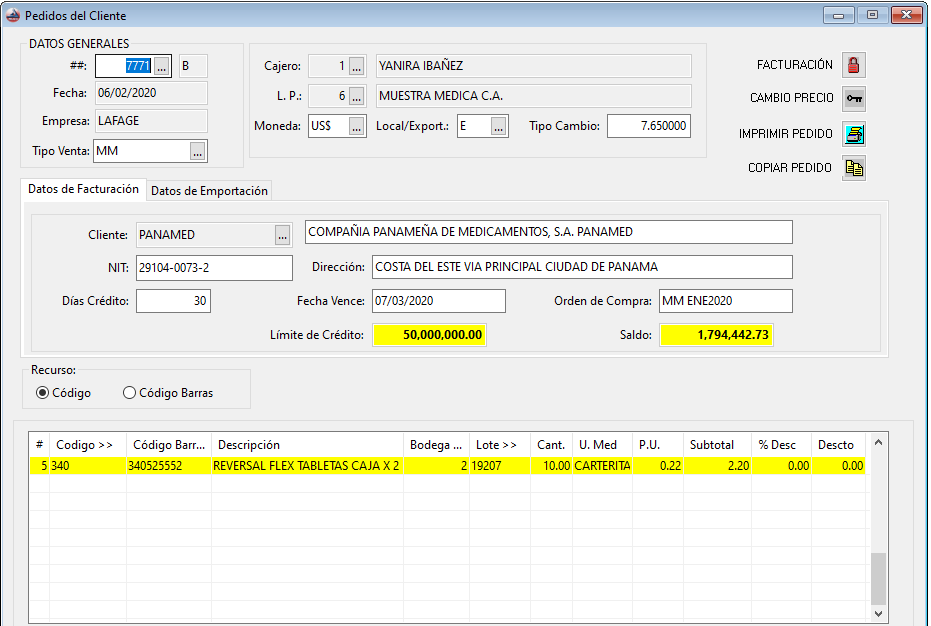 Pedidos del Cliente
DATOS GENERALES
##: 7771 ... B
Fecha: 06/02/2020
Empresa: LAFAGE
Tipo Venta: MM ...
Cajero: 1 ... YANIRA IBAÑEZ
L. P.: 6 ... MUESTRA MEDICA C.A.
Moneda: US$ ... Local/Export.: E ... Tipo Cambio: 7.650000
FACTURACIÓN
CAMBIO PRECIO
IMPRIMIR PEDIDO
COPIAR PEDIDO
Datos de Facturación Datos de Emportación
Cliente: PANAMED ... COMPAÑIA PANAMEÑA DE MEDICAMENTOS, S.A. PANAMED
NIT: 29104-0073-2 Dirección: COSTA DEL ESTE VIA PRINCIPAL CIUDAD DE PANAMA
Días Crédito: 30 Fecha Vence: 07/03/2020 Orden de Compra: MM ENE2020
Límite de Crédito: 50,000,000.00 Saldo: 1,794,442.73
Recurso:
Código Código Barras
# Codigo >> Código Barr... Descripción Bodega ... Lote >> Cant. U. Med P.U. Subtotal % Desc Descto
5 340 340525552 REVERSAL FLEX TABLETAS CAJA X 2 2 19207 10.00 CARTERITA 0.22 2.20 0.00 0.00